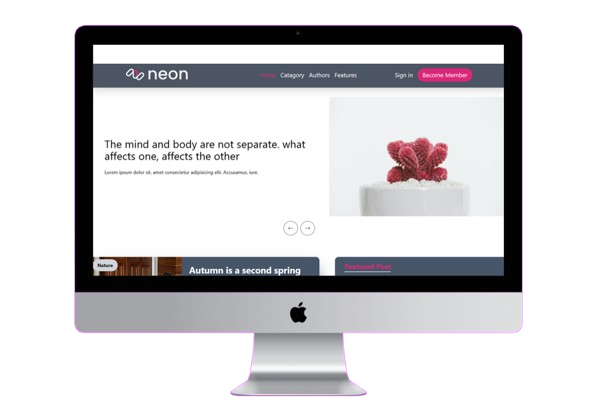 neon
Home Catagory Authors Features
Sign in Become Member
The mind and body are not separate. what
affects one, affects the other
Lorem ipsum dolor sit, amet consectetur adipisicing elit. Accusamus, iure.
Nature
Autumn is a second spring
Featured Post